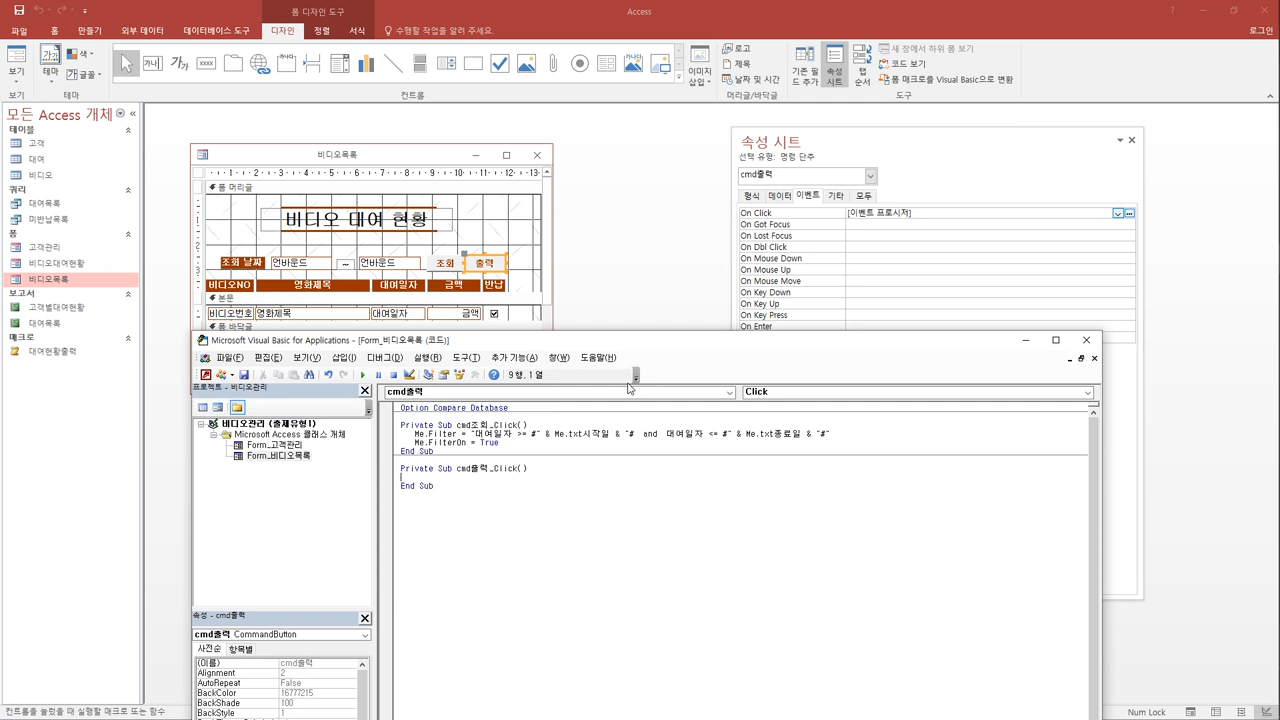 폼 디자인 도구
Access
파일 홈 만들기 외부 데이터 데이터베이스 도구 디자인 정렬 서식 수행할 작업을 알려 주세요.
로그인
보기
테마
색
글꼴
이미지 삽입
로고
제목
날짜 및 시간
기존 필드 추가
속성 시트
탭 순서
새 창에서 하위 폼 보기
코드 보기
폼 매크로를 Visual Basic으로 변환
보기 테마 컨트롤 머리글/바닥글 도구
모든 Access 개체
테이블
고객
대여
비디오
쿼리
대여목록
미반납목록
폼
고객관리
비디오대여현황
비디오목록
보고서
고객별대여현황
대여목록
매크로
대여현황출력
비디오목록
폼 머리글
비디오 대여 현황
조회 날짜 언바운드 ~ 언바운드 조회 출력
비디오NO 영화제목 대여일자 금액 반납
본문
비디오번호 영화제목 대여일자 금액
폼 바닥글
속성 시트
선택 유형: 명령 단추
cmd출력
형식 데이터 이벤트 기타 모두
On Click [이벤트 프로시저]
On Got Focus
On Lost Focus
On Dbl Click
On Mouse Down
On Mouse Up
On Mouse Move
On Key Down
On Key Up
On Key Press
On Enter
Microsoft Visual Basic for Applications - [Form_비디오목록 (코드)]
파일(F) 편집(E) 보기(V) 삽입(I) 디버그(D) 실행(R) 도구(T) 추가 기능(A) 창(W) 도움말(H)
9행, 1열
프로젝트 - 비디오관리
비디오관리 (출제유형1)
Microsoft Access 클래스 개체
Form_고객관리
Form_비디오목록
cmd출력 Click
Option Compare Database
Private Sub cmd조회_Click()
Me.Filter = "대여일자 >= #" & Me.txt시작일 & "# and 대여일자 <= #" & Me.txt종료일 & "#"
Me.FilterOn = True
End Sub
Private Sub cmd출력_Click()
End Sub
속성 - cmd출력
cmd출력 CommandButton
사전순 항목별
(이름) cmd출력
Alignment 2
AutoRepeat False
BackColor 16777215
BackShade 100
BackStyle 1
컨트롤을 눌렀을 때 실행할 매크로 또는 함수
Num Lock